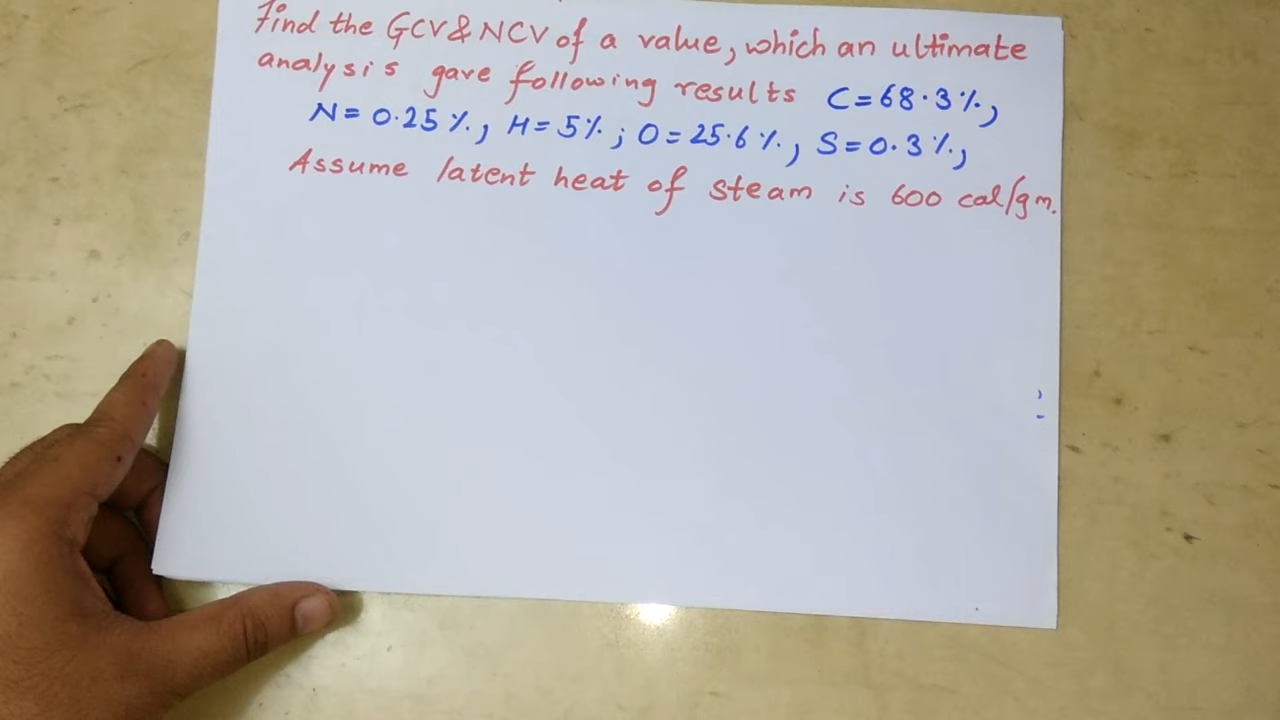 Find the GCV & NCV of a value, which an ultimate
analysis gave following results C=68.3%,
N=0.25%, H=5%; O=25.6%, S=0.3%,
Assume latent heat of steam is 600 cal/gm.